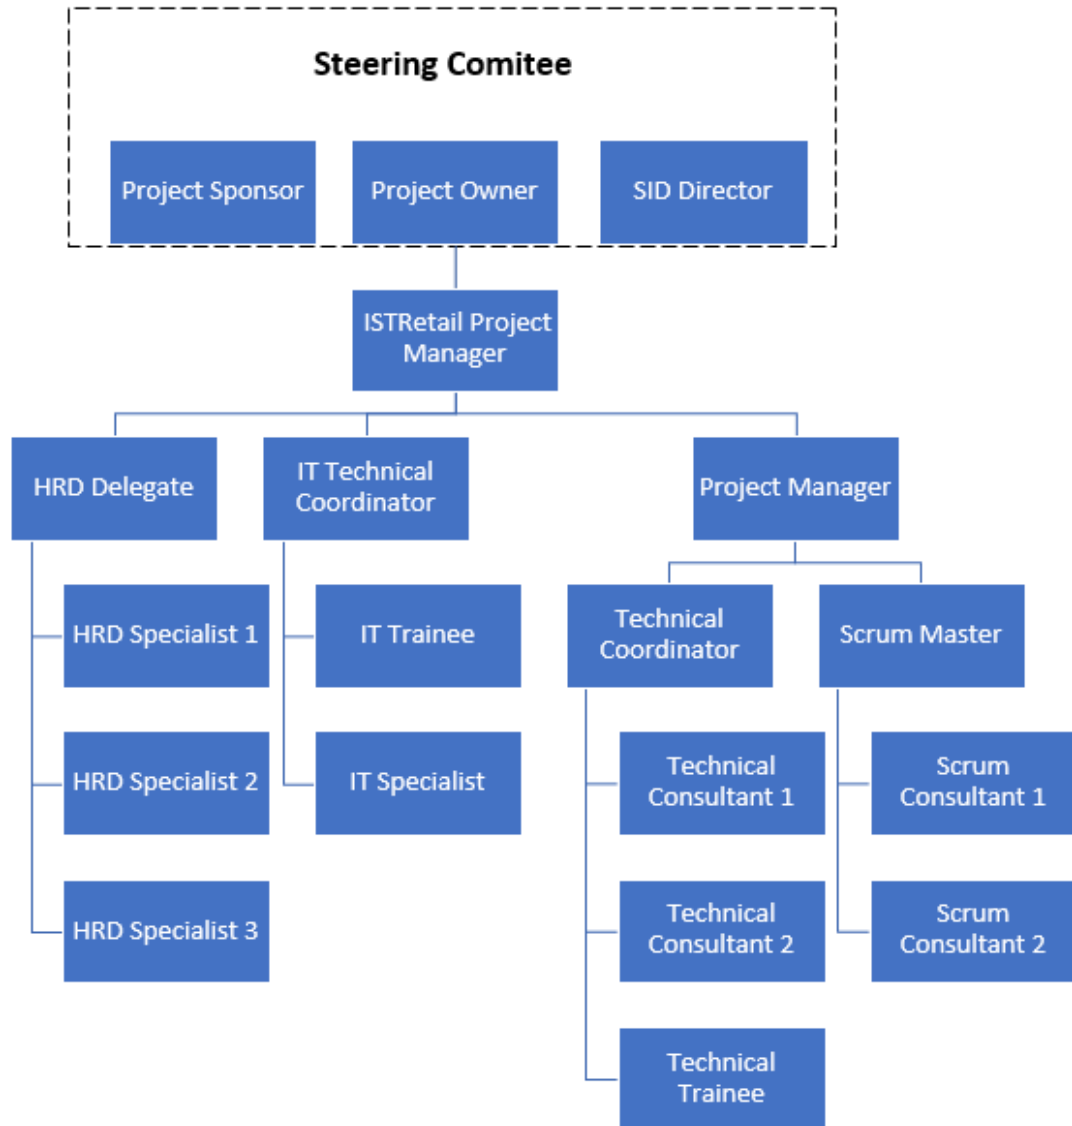 Steering Comitee
Project Sponsor
Project Owner
SID Director
ISTRetail Project
Manager
HRD Delegate
IT Technical
Coordinator
Project Manager
HRD Specialist 1
IT Trainee
Technical
Coordinator
Scrum Master
HRD Specialist 2
IT Specialist
Technical
Consultant 1
Scrum
Consultant 1
HRD Specialist 3
Technical
Consultant 2
Scrum
Consultant 2
Technical
Trainee